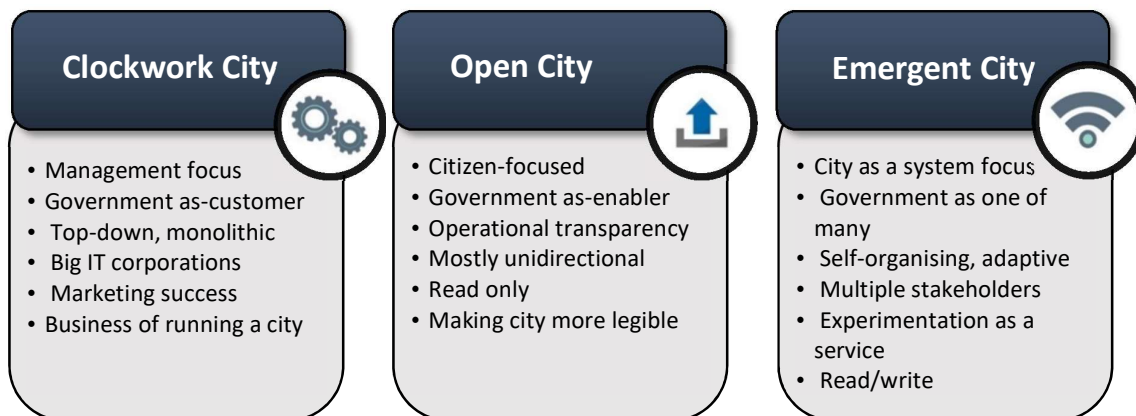 Clockwork City
• Management focus
• Government as-customer
• Top-down, monolithic
• Big IT corporations
• Marketing success
• Business of running a city
Open City
• Citizen-focused
• Government as-enabler
• Operational transparency
• Mostly unidirectional
• Read only
• Making city more legible
Emergent City
• City as a system focus
• Government as one of
many
• Self-organising, adaptive
• Multiple stakeholders
• Experimentation as a
service
• Read/write